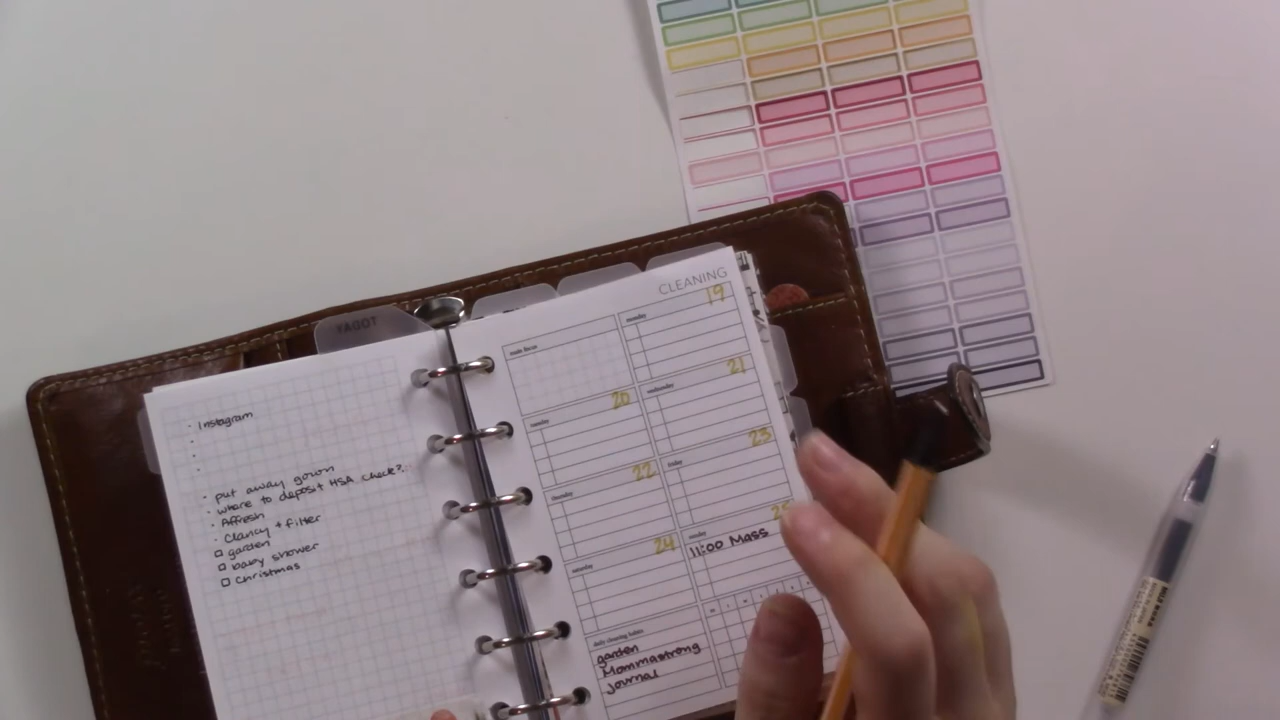 TODAY
• Instagram
• put away gown
• where to deposit HSA check?
• Affresh
• Clancy + filter
□ garden
□ baby shower
□ Christmas
CLEANING
main focus
monday 19
tuesday 20
wednesday 21
thursday 22
friday 23
saturday 24
sunday
11:00 Mass
daily cleaning habits
garden
Mommastrong
Journal